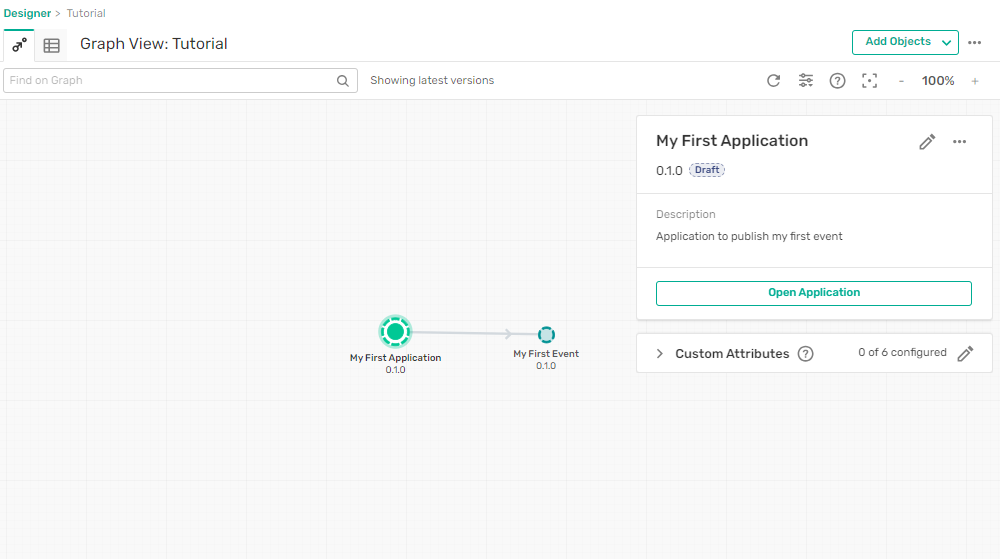 Designer > Tutorial
Graph View: Tutorial
Add Objects
Find on Graph
Showing latest versions
- 100% +
My First Application
0.1.0 Draft
Description
Application to publish my first event
Open Application
Custom Attributes ? 0 of 6 configured
My First Application
0.1.0
My First Event
0.1.0